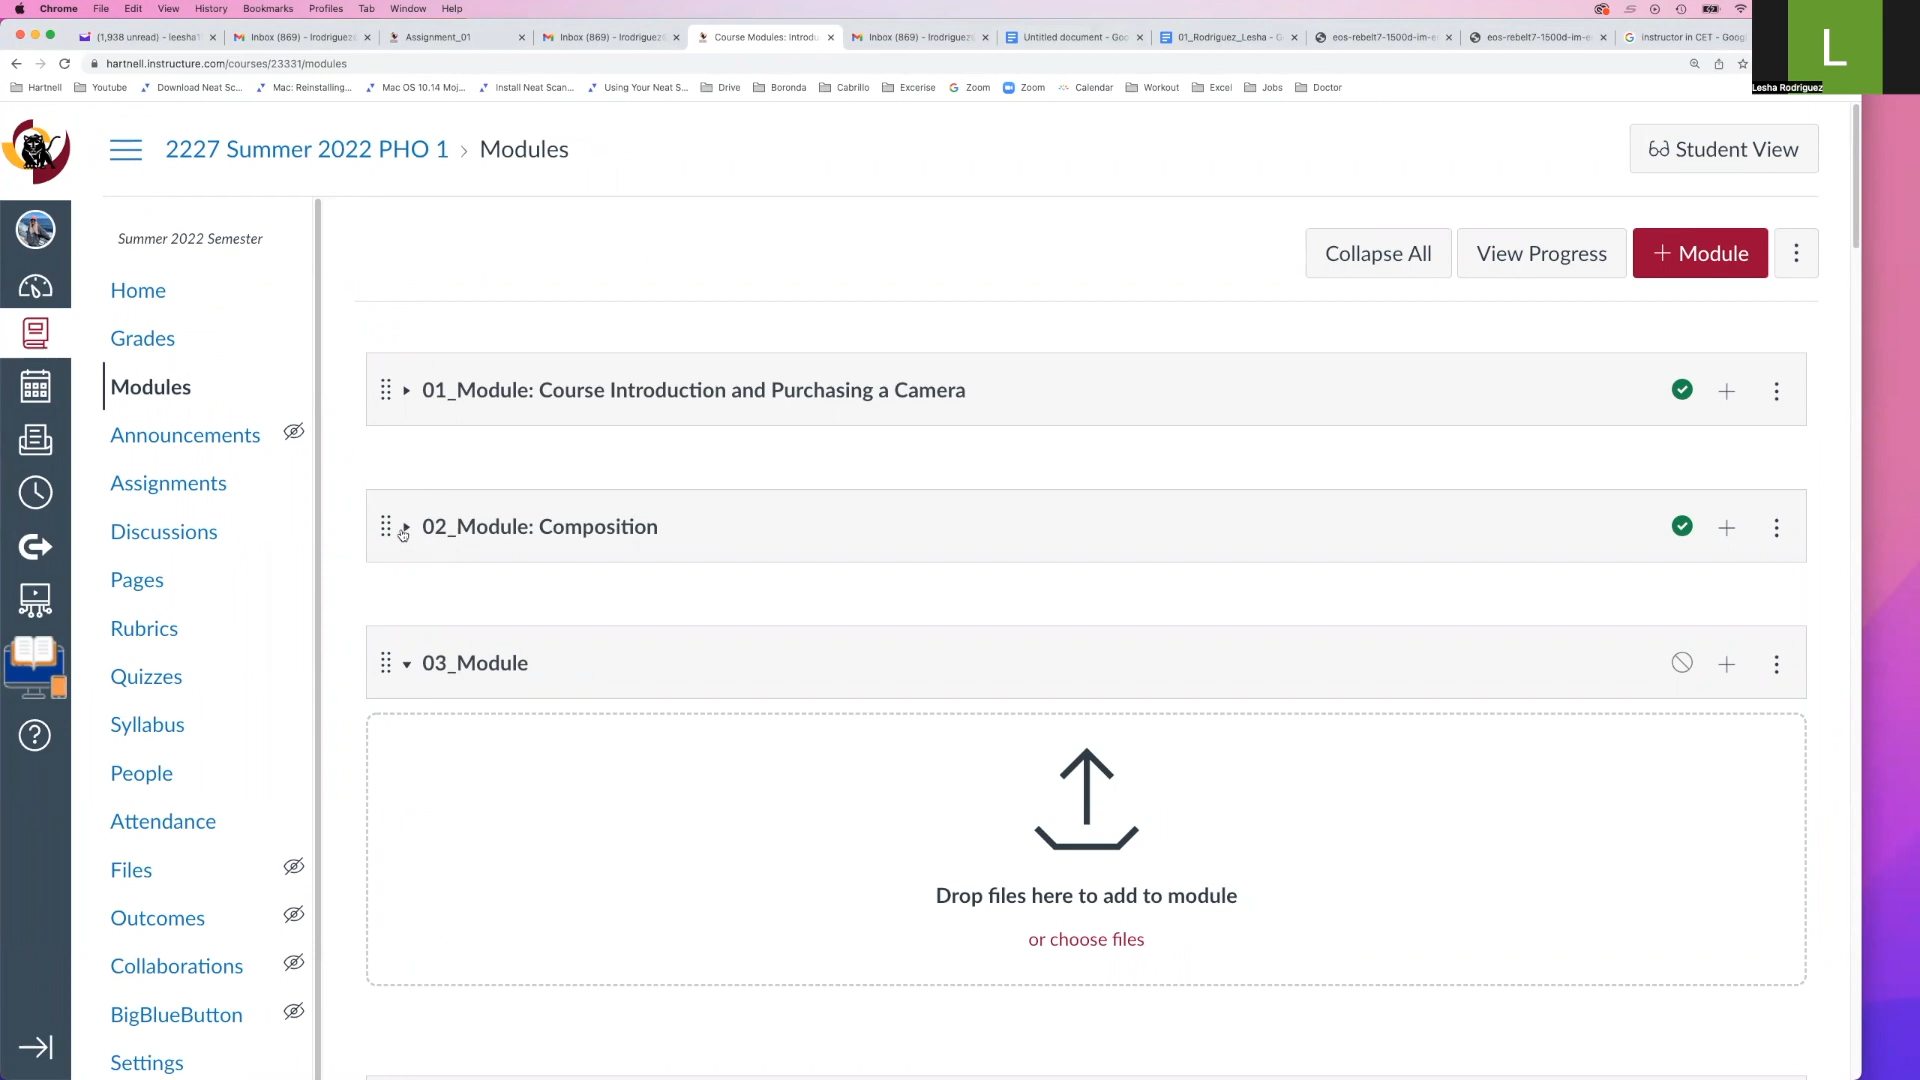 Chrome File Edit View History Bookmarks Profiles Tab Window Help
(1,938 unread) - leesha1 Inbox (869) - lrodriguez Assignment_01 Inbox (869) - lrodriguez Course Modules: Introdu Inbox (869) - lrodriguez Untitled document - Goo 01_Rodriguez_Lesha - G eos-rebelt7-1500d-im-e eos-rebelt7-1500d-im-e instructor in CET - Googl
hartnell.instructure.com/courses/23331/modules
Hartnell Youtube Download Neat Sc... Mac: Reinstalling... Mac OS 10.14 Moj... Install Neat Scan... Using Your Neat S... Drive Boronda Cabrillo Excerise Zoom Zoom Calendar Workout Excel Jobs Doctor
L
Lesha Rodriguez
2227 Summer 2022 PHO 1 › Modules
Student View
Summer 2022 Semester
Home
Grades
Modules
Announcements
Assignments
Discussions
Pages
Rubrics
Quizzes
Syllabus
People
Attendance
Files
Outcomes
Collaborations
BigBlueButton
Settings
Collapse All View Progress + Module
01_Module: Course Introduction and Purchasing a Camera
02_Module: Composition
03_Module
Drop files here to add to module
or choose files